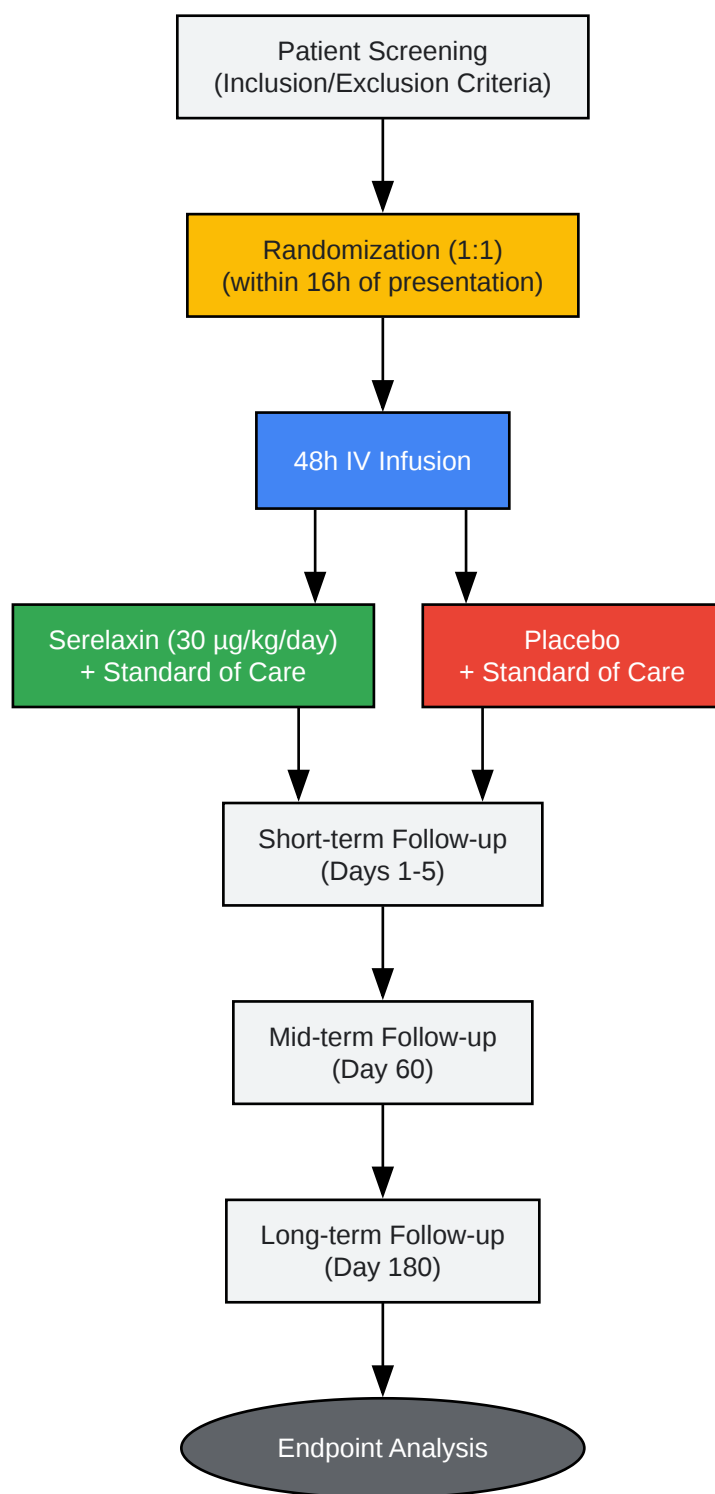 Patient Screening
(Inclusion/Exclusion Criteria)
Randomization (1:1)
(within 16h of presentation)
48h IV Infusion
Serelaxin (30 µg/kg/day)
+ Standard of Care
Placebo
+ Standard of Care
Short-term Follow-up
(Days 1-5)
Mid-term Follow-up
(Day 60)
Long-term Follow-up
(Day 180)
Endpoint Analysis